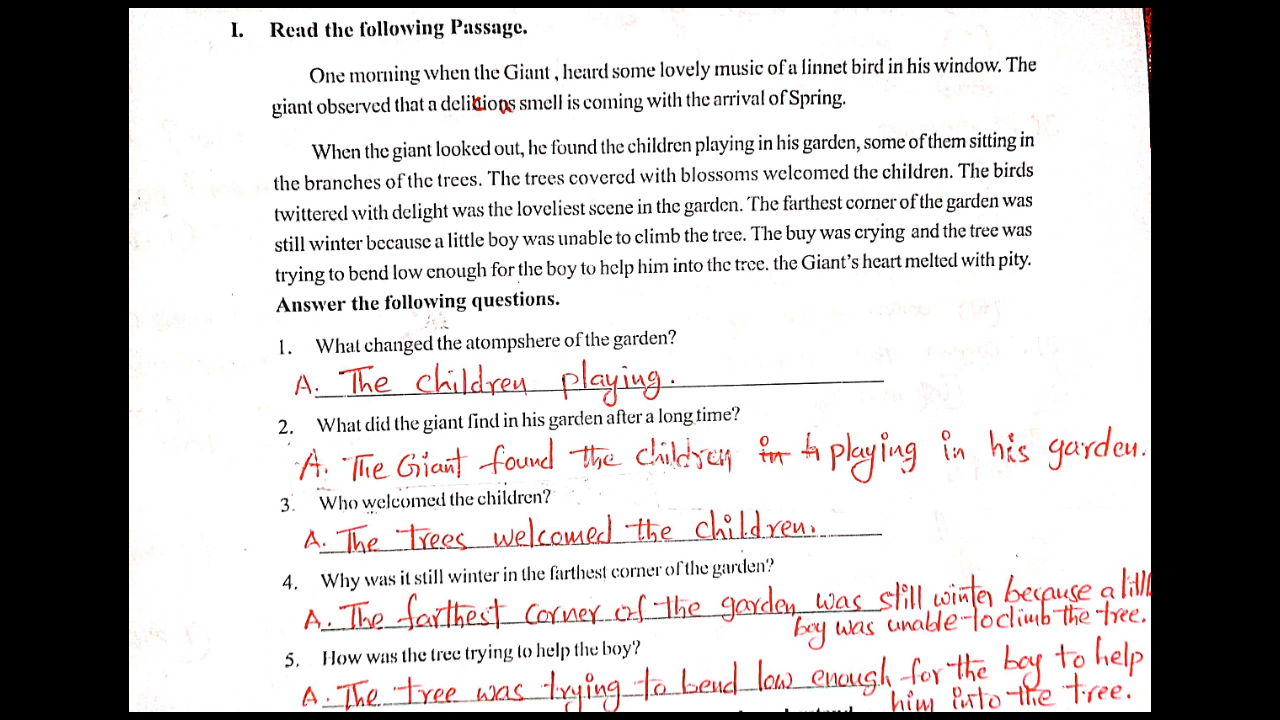 I. Read the following Passage.
One morning when the Giant , heard some lovely music of a linnet bird in his window. The
giant observed that a delicious smell is coming with the arrival of Spring.
When the giant looked out, he found the children playing in his garden, some of them sitting in
the branches of the trees. The trees covered with blossoms welcomed the children. The birds
twittered with delight was the loveliest scene in the garden. The farthest corner of the garden was
still winter because a little boy was unable to climb the tree. The buy was crying and the tree was
trying to bend low enough for the boy to help him into the tree. the Giant's heart melted with pity.
Answer the following questions.
1. What changed the atompshere of the garden?
A. The children playing.
2. What did the giant find in his garden after a long time?
A. The Giant found the children in playing in his garden.
3. Who welcomed the children?
A. The trees welcomed the children.
4. Why was it still winter in the farthest corner of the garden?
A. The farthest corner of the garden was still winter because a littl
boy was unable to climb the tree.
5. How was the tree trying to help the boy?
A. The tree was trying to bend low enough for the boy to help
him into the tree.